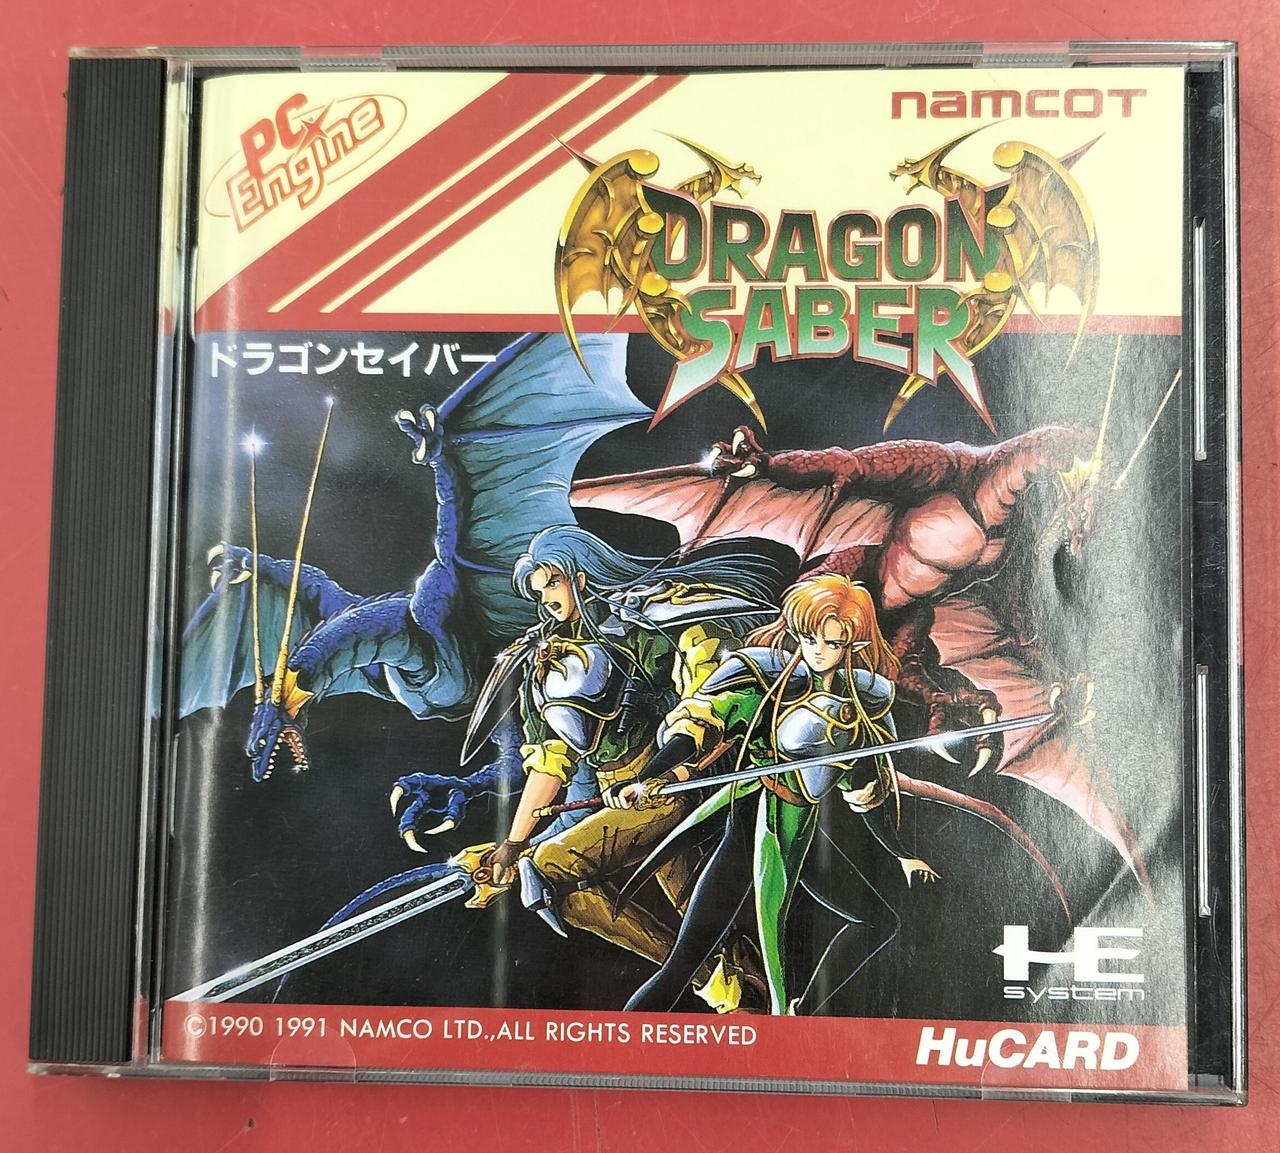 PC Engine
namcot
DRAGON
SABER
ドラゴンセイバー
HE
system
©1990 1991 NAMCO LTD.,ALL RIGHTS RESERVED
HuCARD